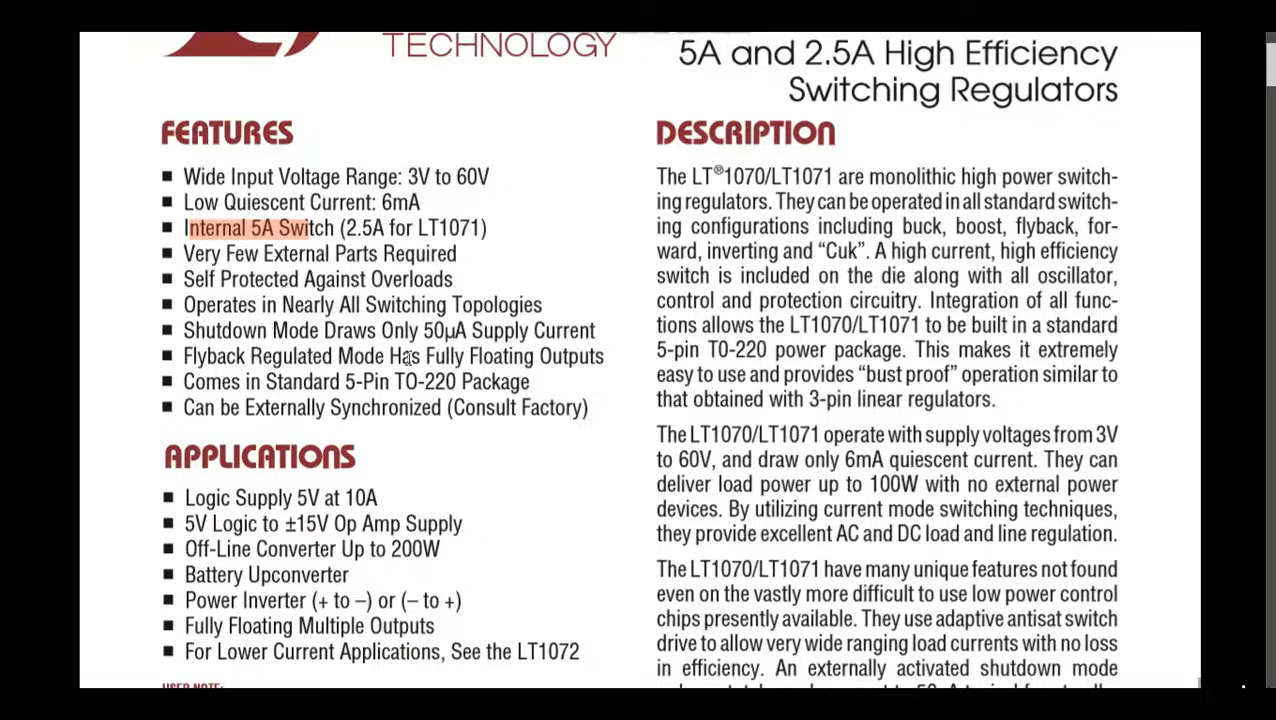 TECHNOLOGY
5A and 2.5A High Efficiency
Switching Regulators
FEATURES
■ Wide Input Voltage Range: 3V to 60V
■ Low Quiescent Current: 6mA
■ Internal 5A Switch (2.5A for LT1071)
■ Very Few External Parts Required
■ Self Protected Against Overloads
■ Operates in Nearly All Switching Topologies
■ Shutdown Mode Draws Only 50µA Supply Current
■ Flyback Regulated Mode Has Fully Floating Outputs
■ Comes in Standard 5-Pin TO-220 Package
■ Can be Externally Synchronized (Consult Factory)
APPLICATIONS
■ Logic Supply 5V at 10A
■ 5V Logic to ±15V Op Amp Supply
■ Off-Line Converter Up to 200W
■ Battery Upconverter
■ Power Inverter (+ to –) or (– to +)
■ Fully Floating Multiple Outputs
■ For Lower Current Applications, See the LT1072
USER NOTE:
DESCRIPTION
The LT®1070/LT1071 are monolithic high power switch-
ing regulators. They can be operated in all standard switch-
ing configurations including buck, boost, flyback, for-
ward, inverting and “Cuk”. A high current, high efficiency
switch is included on the die along with all oscillator,
control and protection circuitry. Integration of all func-
tions allows the LT1070/LT1071 to be built in a standard
5-pin T0-220 power package. This makes it extremely
easy to use and provides “bust proof” operation similar to
that obtained with 3-pin linear regulators.
The LT1070/LT1071 operate with supply voltages from 3V
to 60V, and draw only 6mA quiescent current. They can
deliver load power up to 100W with no external power
devices. By utilizing current mode switching techniques,
they provide excellent AC and DC load and line regulation.
The LT1070/LT1071 have many unique features not found
even on the vastly more difficult to use low power control
chips presently available. They use adaptive antisat switch
drive to allow very wide ranging load currents with no loss
in efficiency. An externally activated shutdown mode